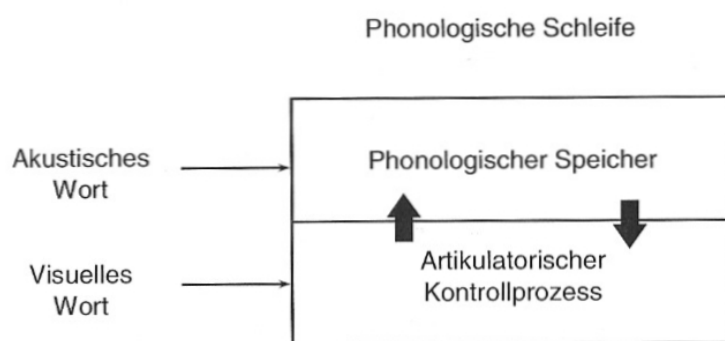 Phonologische Schleife
Akustisches
Wort
Phonologischer Speicher
Visuelles
Wort
Artikulatorischer
Kontrollprozess